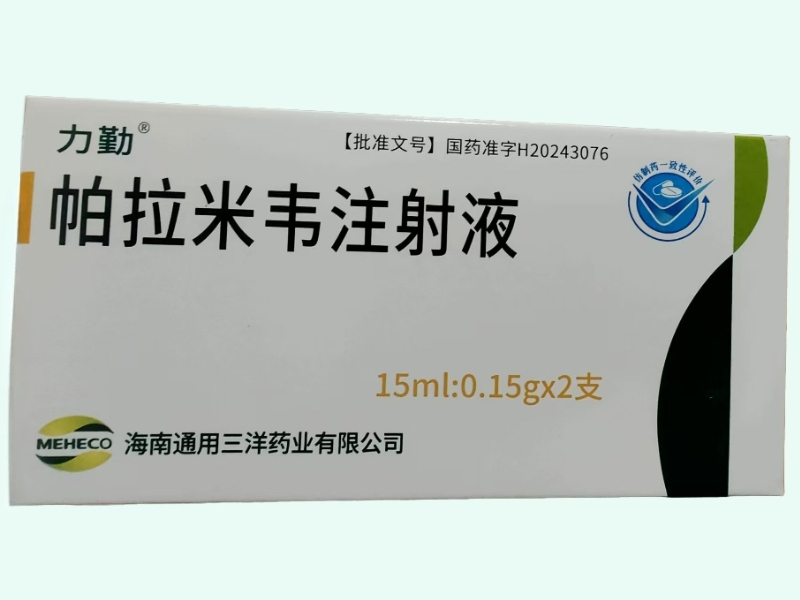 力勤®
【批准文号】国药准字H20243076
仿制药一致性评价
帕拉米韦注射液
15ml:0.15gx2支
MEHECO 海南通用三洋药业有限公司